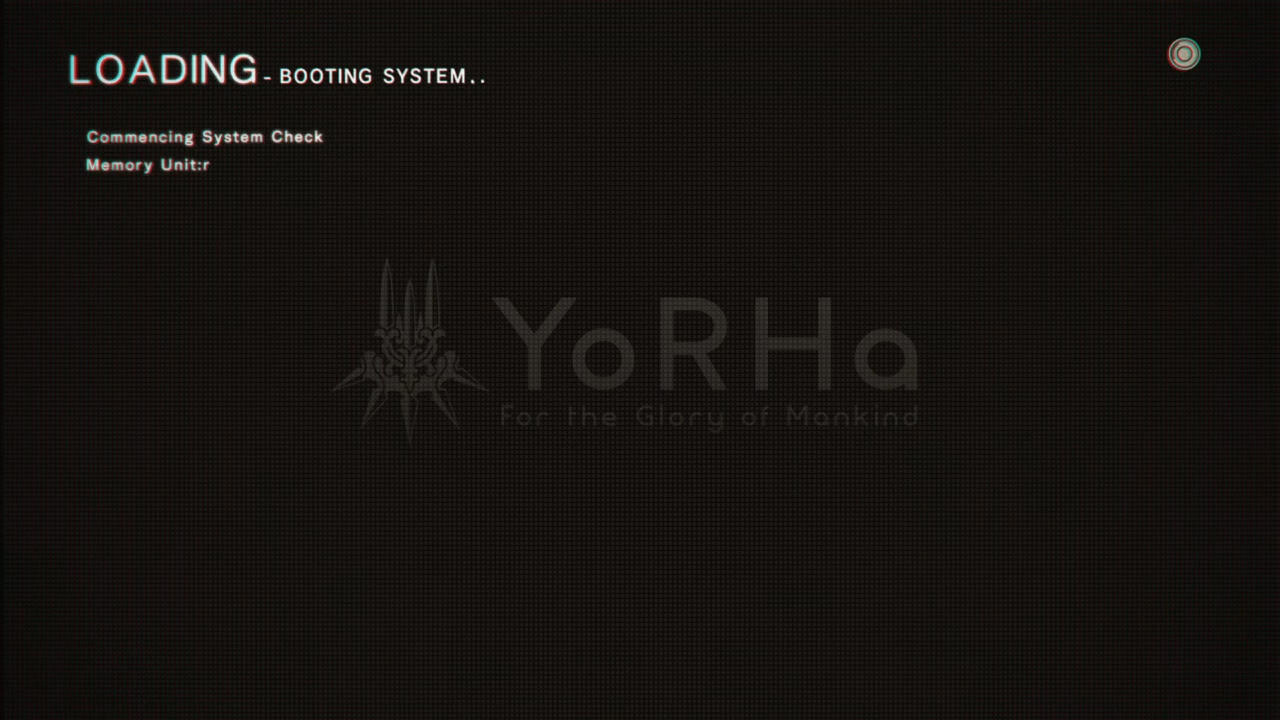 LOADING - BOOTING SYSTEM..
Commencing System Check
Memory Unit:r
YoRHa
For the Glory of Mankind